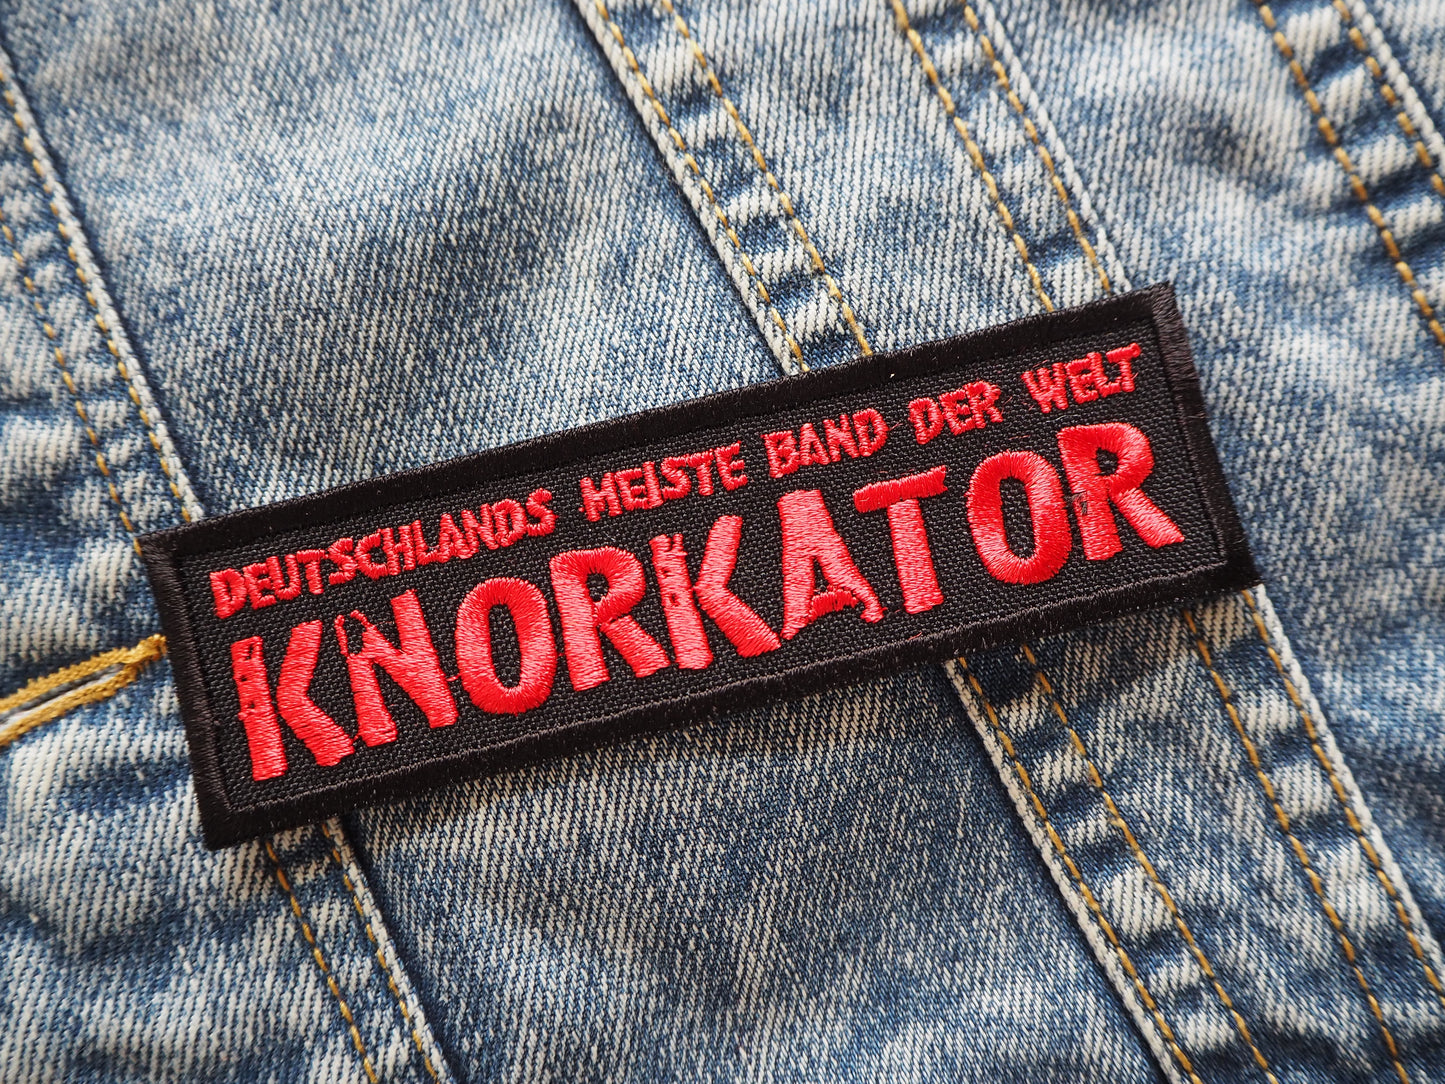 DEUTSCHLANDS MEISTE BAND DER WELT
KNORKATOR